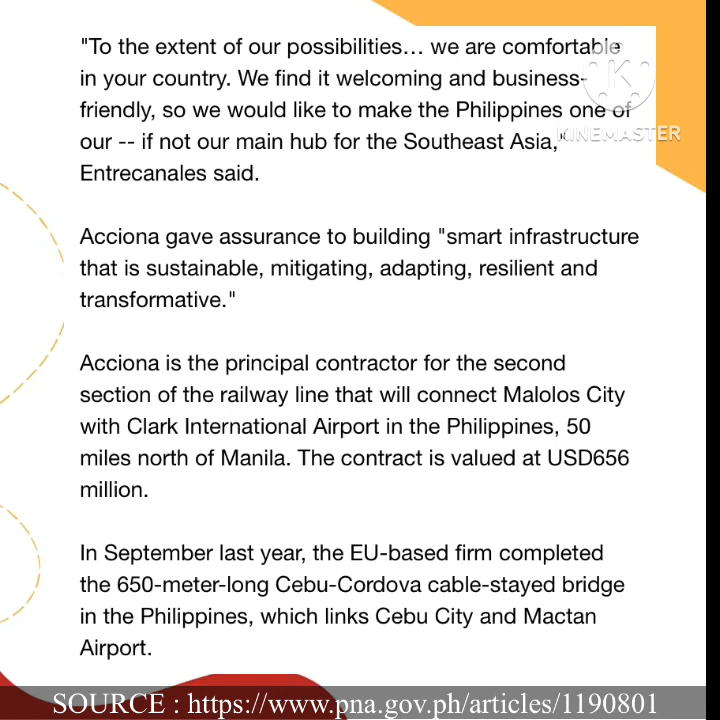 "To the extent of our possibilities… we are comfortable
in your country. We find it welcoming and business-
friendly, so we would like to make the Philippines one of
our -- if not our main hub for the Southeast Asia,"
Entrecanales said.
Acciona gave assurance to building "smart infrastructure
that is sustainable, mitigating, adapting, resilient and
transformative."
Acciona is the principal contractor for the second
section of the railway line that will connect Malolos City
with Clark International Airport in the Philippines, 50
miles north of Manila. The contract is valued at USD656
million.
In September last year, the EU-based firm completed
the 650-meter-long Cebu-Cordova cable-stayed bridge
in the Philippines, which links Cebu City and Mactan
Airport.
K
KINEMASTER
SOURCE : https://www.pna.gov.ph/articles/1190801